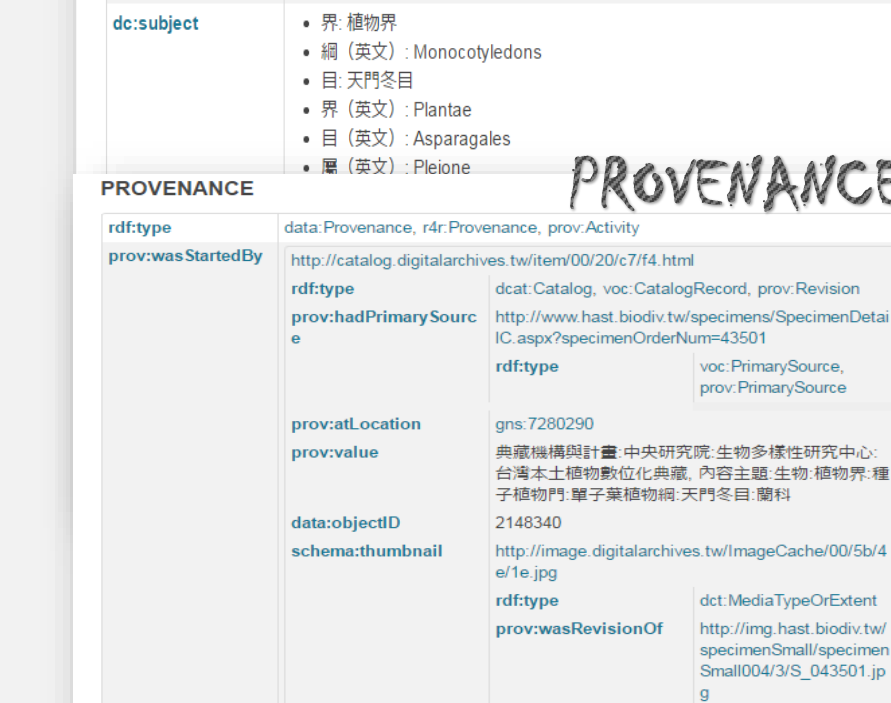 dc:subject
• 界: 植物界
• 綱（英文）: Monocotyledons
• 目: 天門冬目
• 界（英文）: Plantae
• 目（英文）: Asparagales
• 屬（英文）: Pleione
PROVENANCE
PROVENANCE
rdf:type data:Provenance, r4r:Provenance, prov:Activity
prov:wasStartedBy http://catalog.digitalarchives.tw/item/00/20/c7/f4.html
rdf:type dcat:Catalog, voc:CatalogRecord, prov:Revision
prov:hadPrimarySourc http://www.hast.biodiv.tw/specimens/SpecimenDetai
e lC.aspx?specimenOrderNum=43501
rdf:type voc:PrimarySource,
prov:PrimarySource
prov:atLocation gns:7280290
prov:value 典藏機構與計畫:中央研究院:生物多樣性研究中心:
台灣本土植物數位化典藏, 內容主題:生物:植物界:種
子植物門:單子葉植物綱:天門冬目:蘭科
data:objectID 2148340
schema:thumbnail http://image.digitalarchives.tw/ImageCache/00/5b/4
e/1e.jpg
rdf:type dct:MediaTypeOrExtent
prov:wasRevisionOf http://img.hast.biodiv.tw/
specimenSmall/specimen
Small004/3/S_043501.jp
g